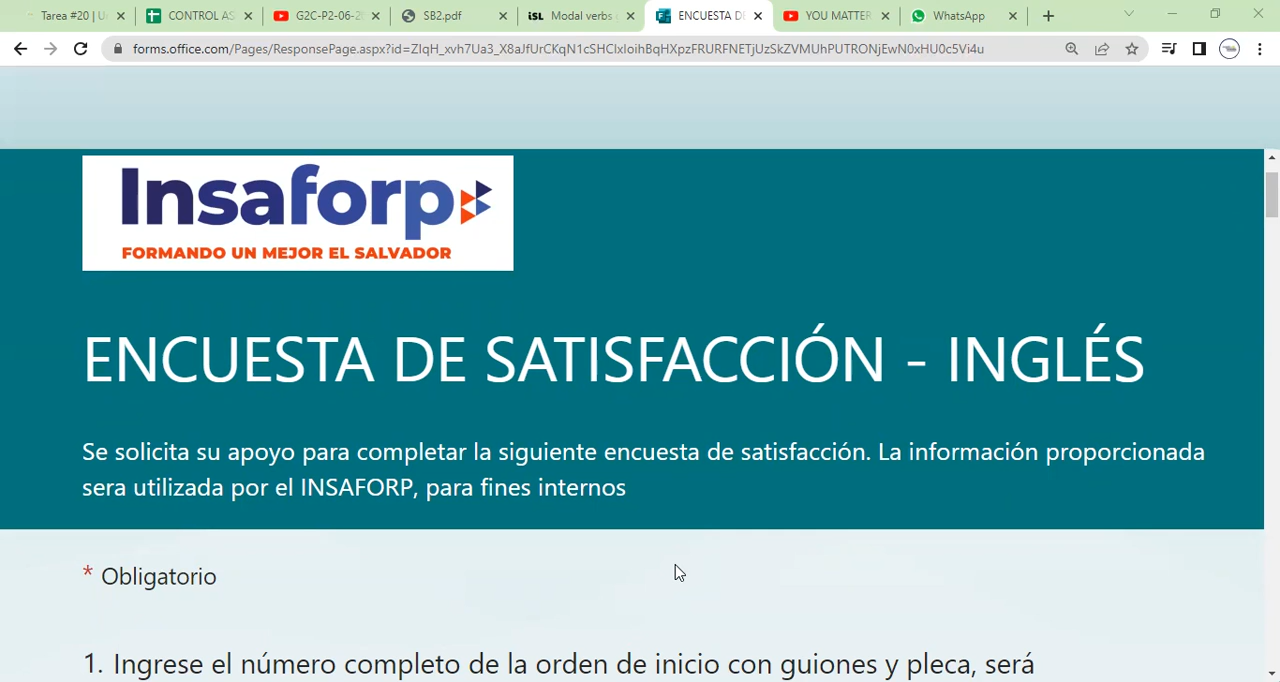 Tarea #20 | U
CONTROL AS
G2C-P2-06-2
SB2.pdf
iSL Modal verbs
ENCUESTA DE
YOU MATTER
WhatsApp
forms.office.com/Pages/ResponsePage.aspx?id=ZIqH_xvh7Ua3_X8aJfUrCKqN1cSHClxIoihBqHXpzFRURFNETjUzSkZVMUhPUTRONjEwN0xHU0c5Vi4u
Insaforp
FORMANDO UN MEJOR EL SALVADOR
ENCUESTA DE SATISFACCIÓN - INGLÉS
Se solicita su apoyo para completar la siguiente encuesta de satisfacción. La información proporcionada
sera utilizada por el INSAFORP, para fines internos
* Obligatorio
1. Ingrese el número completo de la orden de inicio con guiones y pleca, será